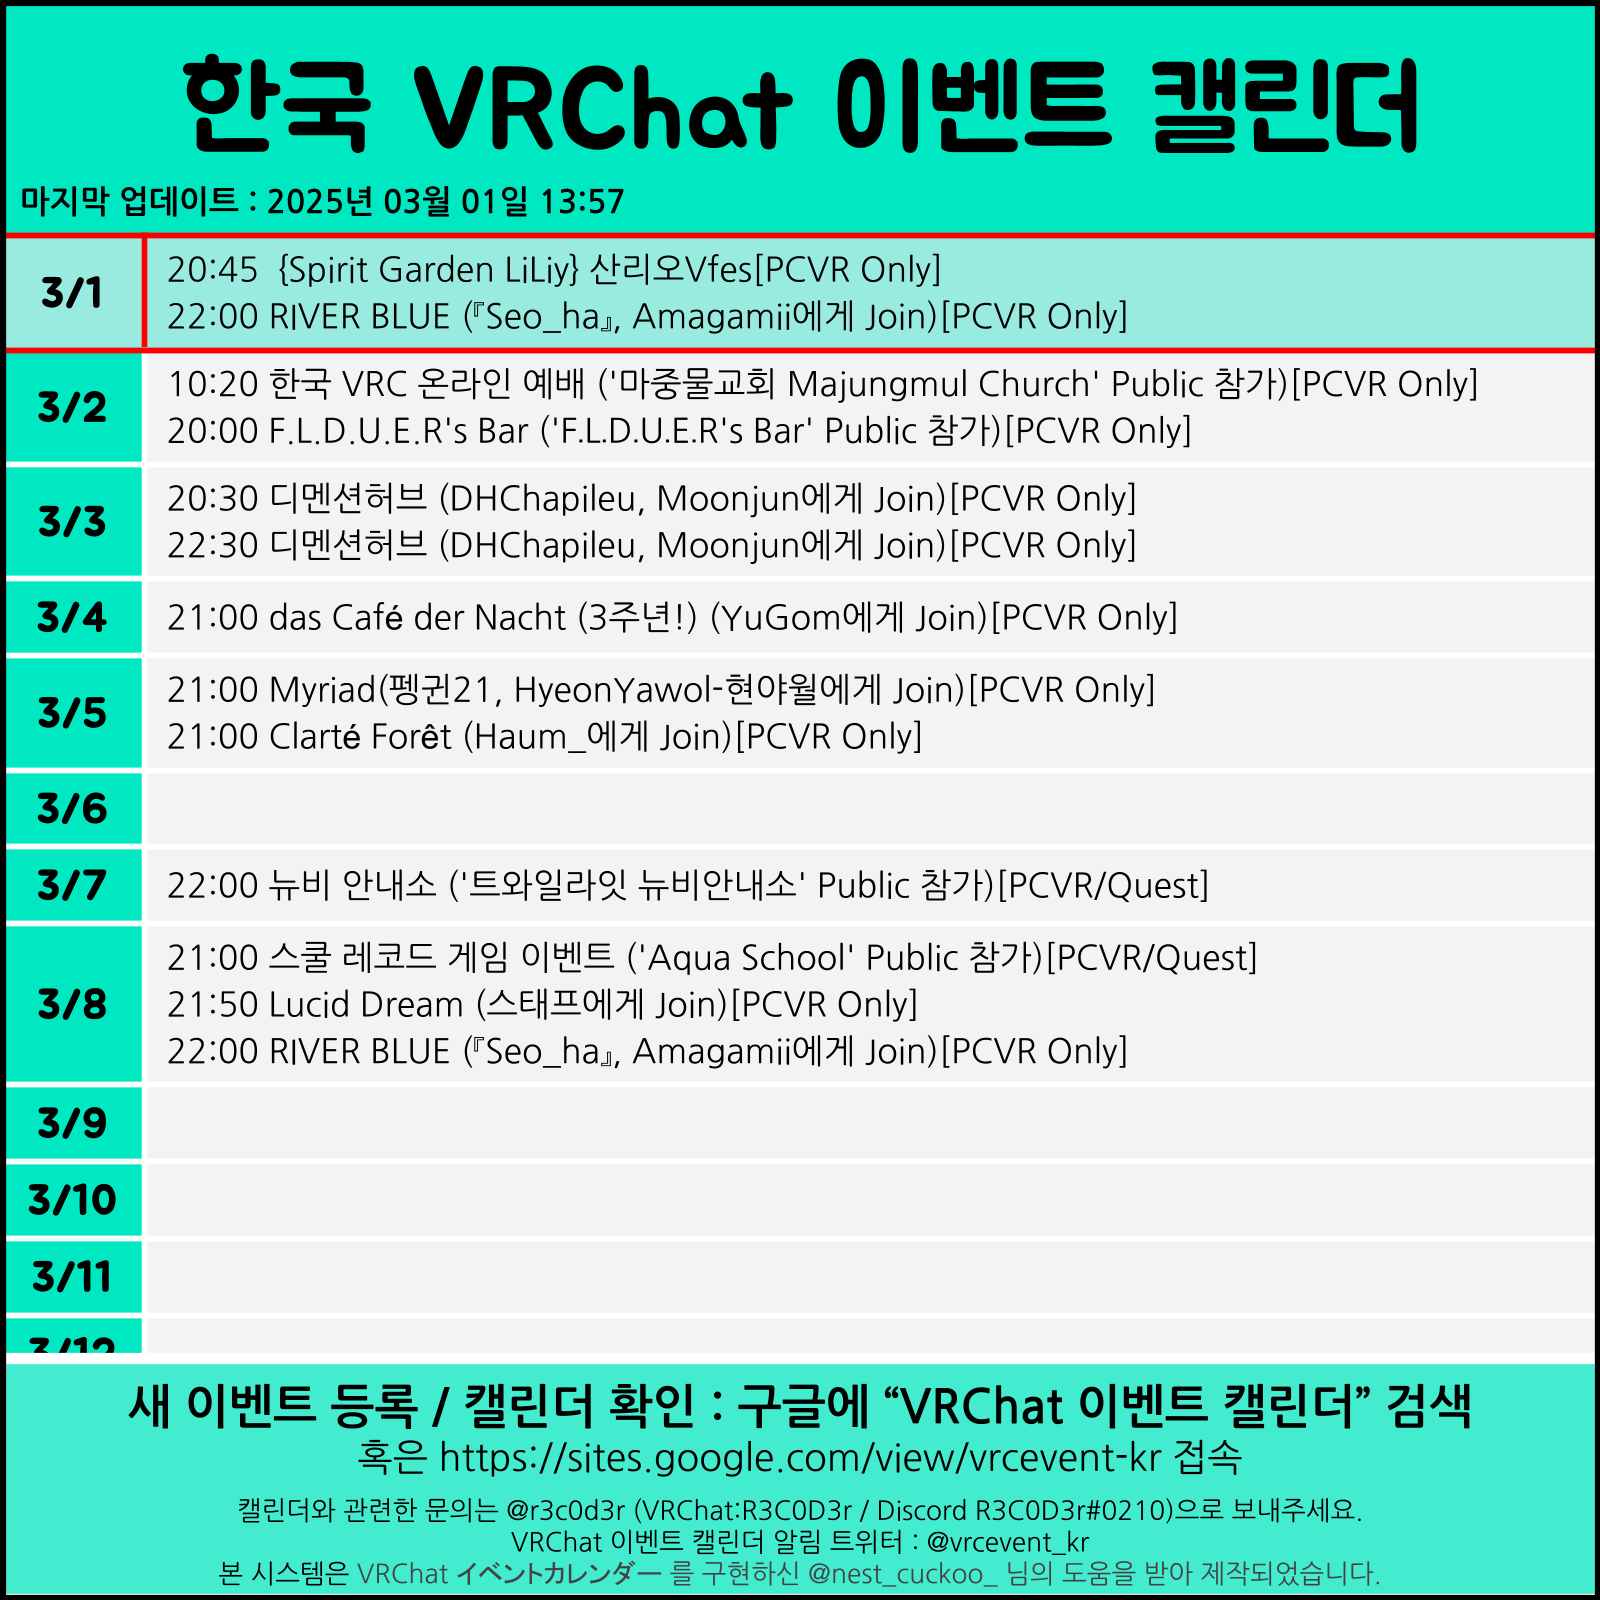 한국 VRChat 이벤트 캘린더
마지막 업데이트 : 2025년 03월 01일 13:57
3/1
20:45 {Spirit Garden LiLiy} 산리오Vfes[PCVR Only]
22:00 RIVER BLUE (『Seo_ha』, Amagamii에게 Join)[PCVR Only]
3/2
10:20 한국 VRC 온라인 예배 ('마중물교회 Majungmul Church' Public 참가)[PCVR Only]
20:00 F.L.D.U.E.R's Bar ('F.L.D.U.E.R's Bar' Public 참가)[PCVR Only]
3/3
20:30 디멘션허브 (DHChapileu, Moonjun에게 Join)[PCVR Only]
22:30 디멘션허브 (DHChapileu, Moonjun에게 Join)[PCVR Only]
3/4
21:00 das Café der Nacht (3주년!) (YuGom에게 Join)[PCVR Only]
3/5
21:00 Myriad(펭귄21, HyeonYawol-현야월에게 Join)[PCVR Only]
21:00 Clarté Forêt (Haum_에게 Join)[PCVR Only]
3/6
3/7
22:00 뉴비 안내소 ('트와일라잇 뉴비안내소' Public 참가)[PCVR/Quest]
3/8
21:00 스쿨 레코드 게임 이벤트 ('Aqua School' Public 참가)[PCVR/Quest]
21:50 Lucid Dream (스태프에게 Join)[PCVR Only]
22:00 RIVER BLUE (『Seo_ha』, Amagamii에게 Join)[PCVR Only]
3/9
3/10
3/11
3/12
새 이벤트 등록 / 캘린더 확인 : 구글에 “VRChat 이벤트 캘린더” 검색
혹은 https://sites.google.com/view/vrcevent-kr 접속
캘린더와 관련한 문의는 @r3c0d3r (VRChat:R3C0D3r / Discord R3C0D3r#0210)으로 보내주세요.
VRChat 이벤트 캘린더 알림 트위터 : @vrcevent_kr
본 시스템은 VRChat イベントカレンダー 를 구현하신 @nest_cuckoo_ 님의 도움을 받아 제작되었습니다.